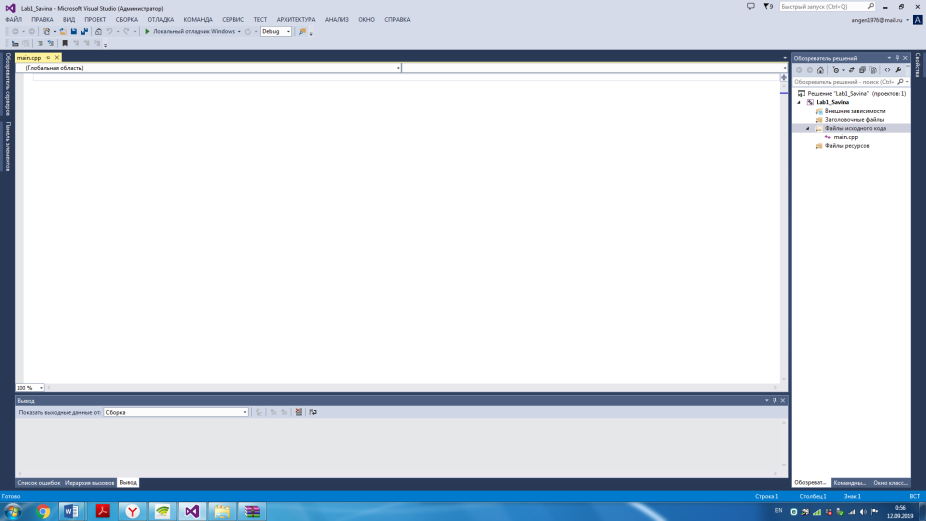 Lab1_Savina - Microsoft Visual Studio (Администратор)
9
Быстрый запуск (Ctrl+Q)
ФАЙЛ ПРАВКА ВИД ПРОЕКТ СБОРКА ОТЛАДКА КОМАНДА СЕРВИС ТЕСТ АРХИТЕКТУРА АНАЛИЗ ОКНО СПРАВКА
angen1976@mail.ru
A
Локальный отладчик Windows
Debug
Обозреватель серверов
Панель элементов
main.cpp
(Глобальная область)
100 %
Обозреватель решений
Обозреватель решений - поиск (Ctrl+
Решение "Lab1_Savina" (проектов: 1)
Lab1_Savina
Внешние зависимости
Заголовочные файлы
Файлы исходного кода
main.cpp
Файлы ресурсов
Свойства
Вывод
Показать выходные данные от: Сборка
Список ошибок Иерархия вызовов Вывод
Обозреват... Командны... Окно класс...
Готово
Строка 1 Столбец 1 Знак 1 ВСТ
EN
0:56
12.09.2019